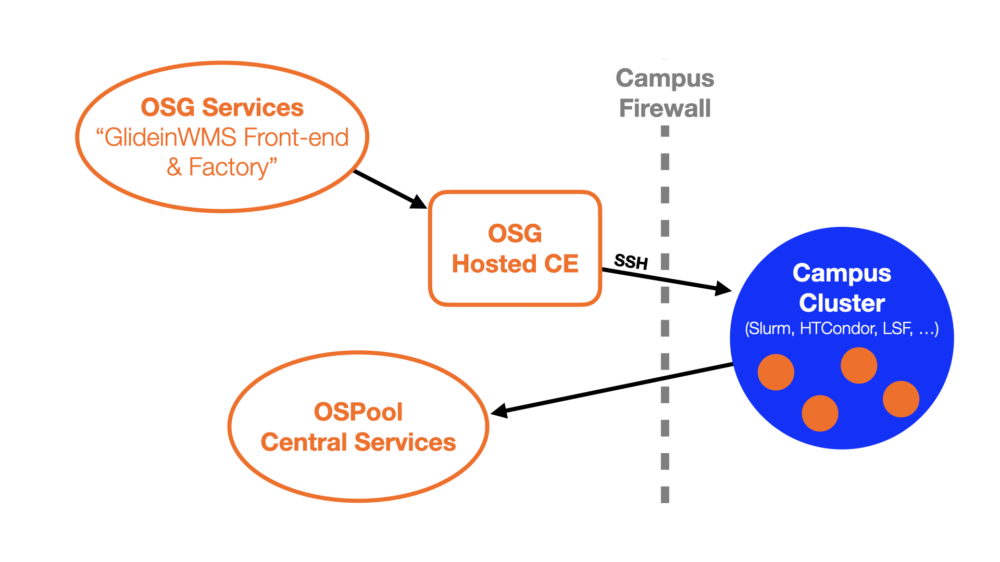 OSG Services
“GlideinWMS Front-end
& Factory”
Campus
Firewall
OSG
Hosted CE
SSH
Campus
Cluster
(Slurm, HTCondor, LSF, …)
OSPool
Central Services